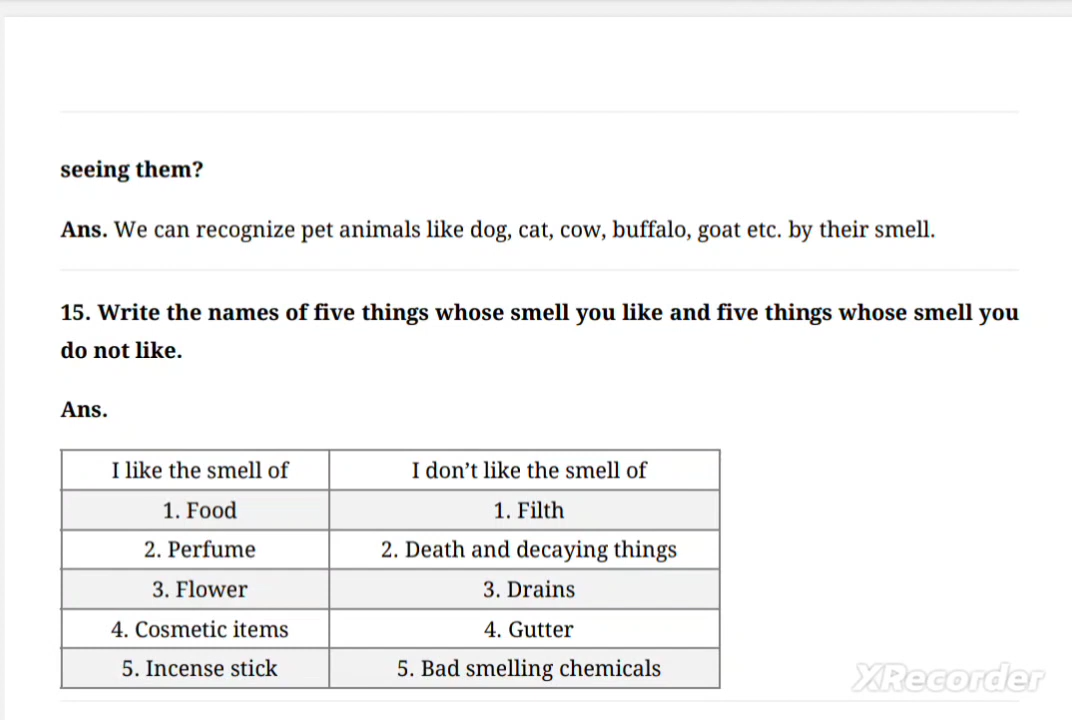 seeing them?
Ans. We can recognize pet animals like dog, cat, cow, buffalo, goat etc. by their smell.
15. Write the names of five things whose smell you like and five things whose smell you
do not like.
Ans.
I like the smell of I don’t like the smell of
1. Food 1. Filth
2. Perfume 2. Death and decaying things
3. Flower 3. Drains
4. Cosmetic items 4. Gutter
5. Incense stick 5. Bad smelling chemicals
XRecorder